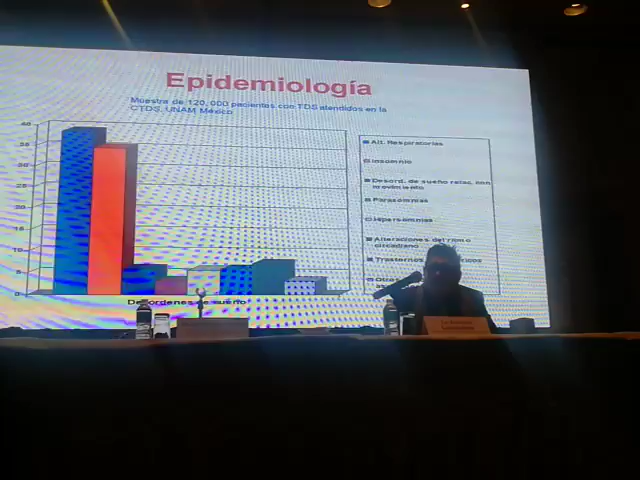 Epidemiología
Muestra de 120, 000 pacientes con TDS atendidos en la
CTDS, UNAM México
40
35
30
25
20
15
10
5
0
Alt. Respiratorias
Insomnio
Desord. de sueño relac. con
movimiento
Parasomnias
Hipersomnias
Alteraciones del ritmo
circadiano
Trastornos
Otra
Desordenes de sueño